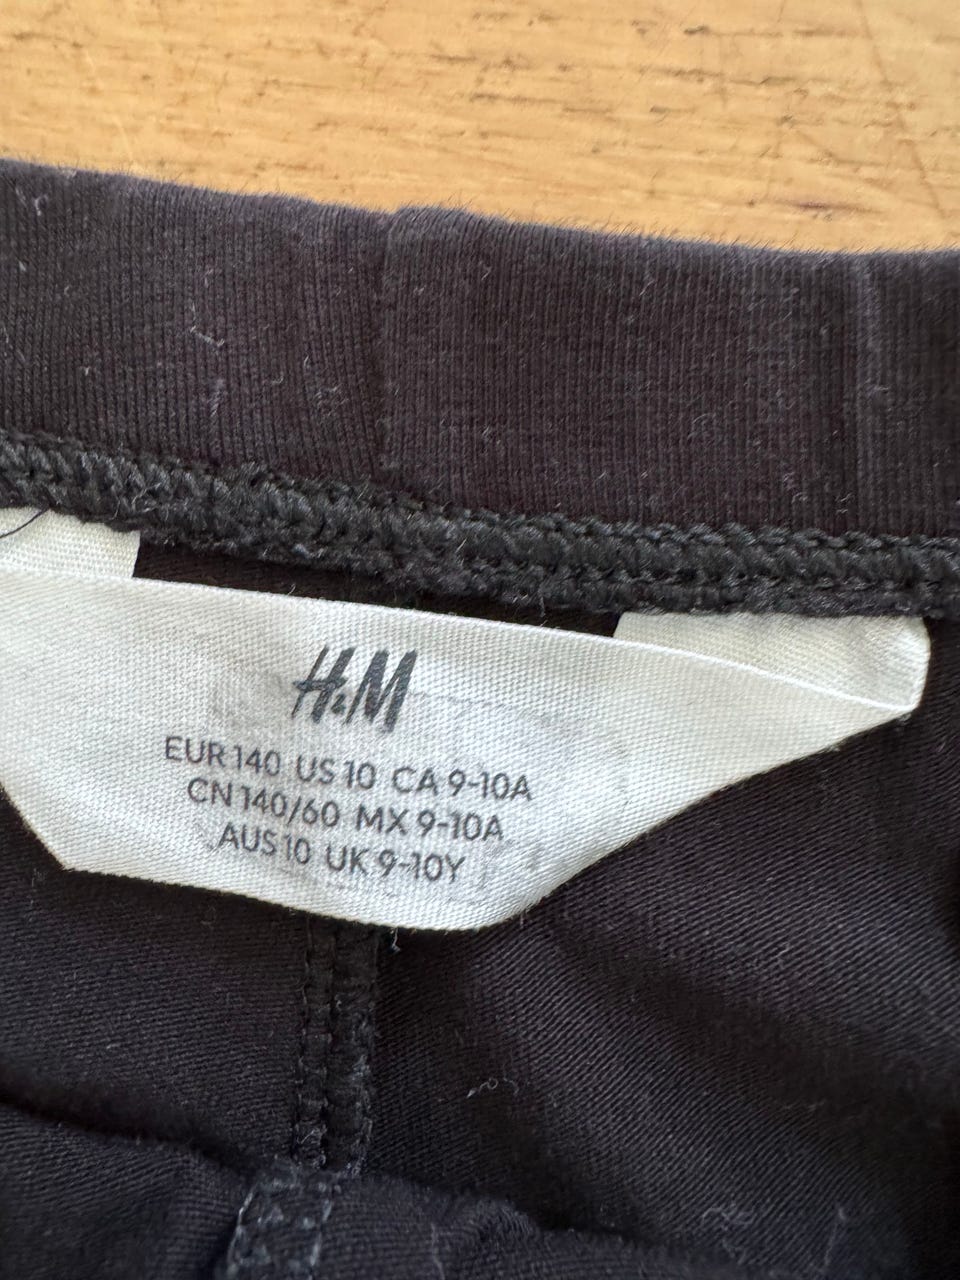 H&M
EUR 140 US 10 CA 9-10A
CN 140/60 MX 9-10A
AUS 10 UK 9-10Y